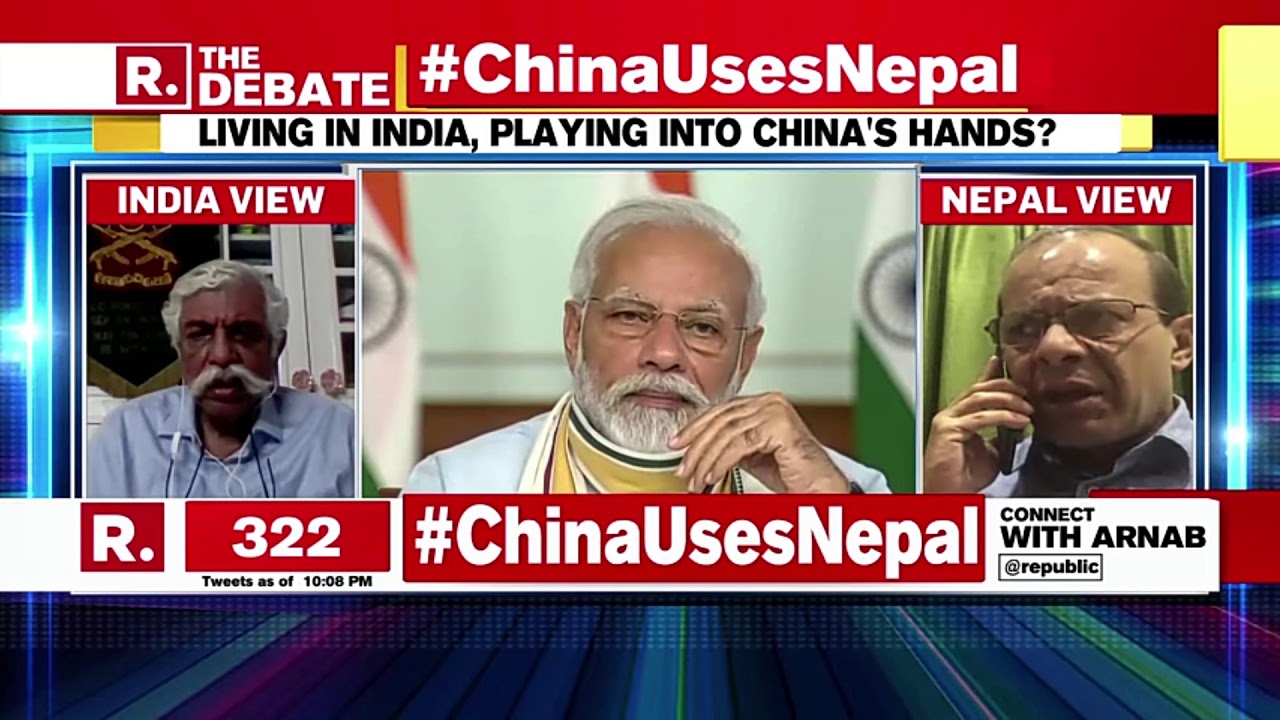 R.
THE
DEBATE
#ChinaUsesNepal
LIVING IN INDIA, PLAYING INTO CHINA'S HANDS?
INDIA VIEW
NEPAL VIEW
R.
322
Tweets as of 10:08 PM
#ChinaUsesNepal
CONNECT
WITH ARNAB
@republic